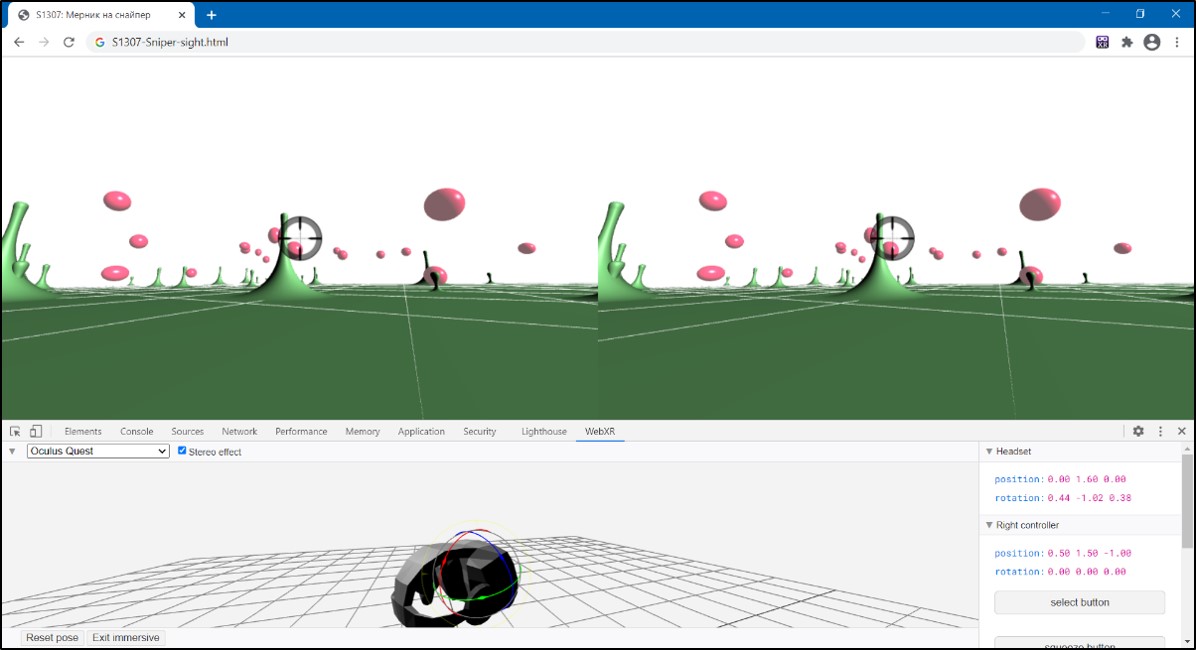 S1307: Мерник на снайпер
S1307-Sniper-sight.html
Elements Console Sources Network Performance Memory Application Security Lighthouse WebXR
Oculus Quest Stereo effect
Headset
position: 0.00 1.60 0.00
rotation: 0.44 -1.02 0.38
Right controller
position: 0.50 1.50 -1.00
rotation: 0.00 0.00 0.00
select button
squeeze button
Reset pose Exit immersive